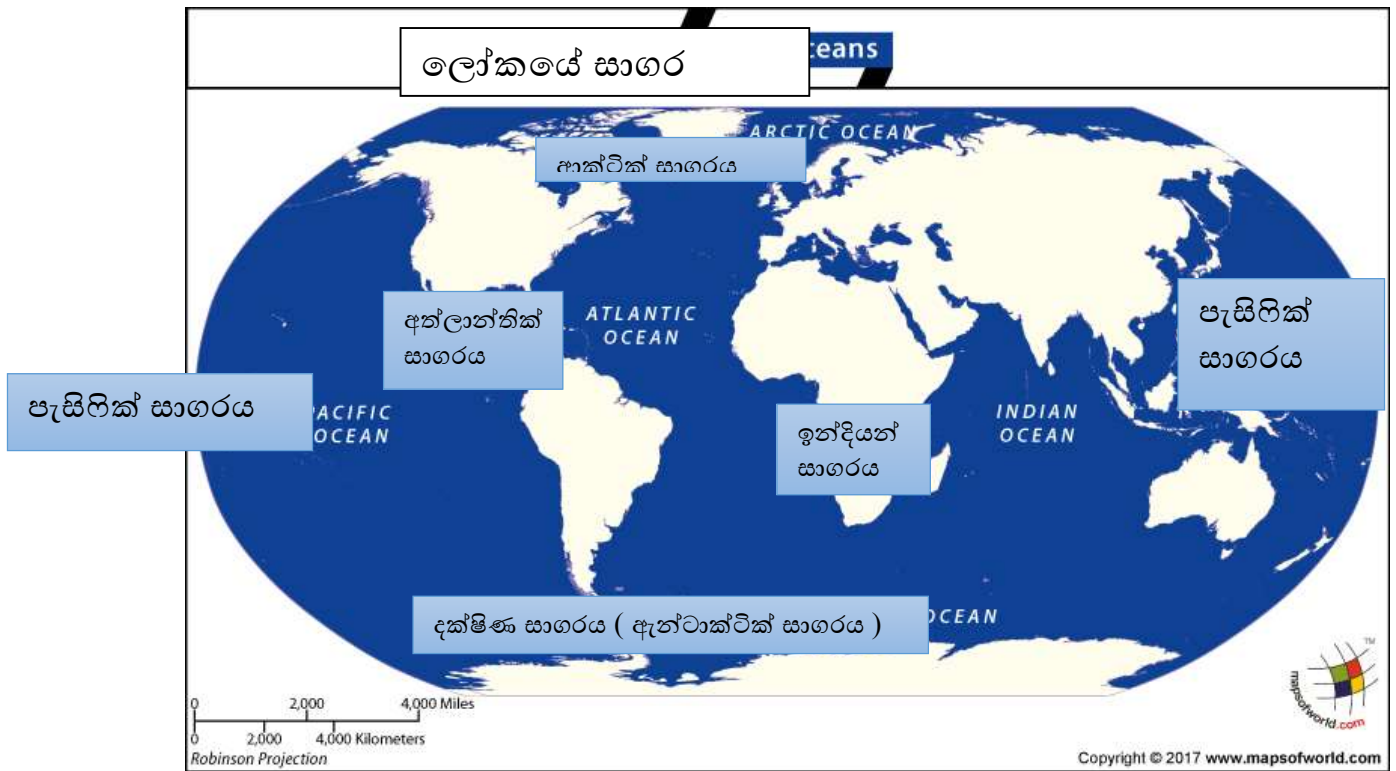 ලෝකයේ සාගර
ceans
ARCTIC OCEAN
ආක්ටික් සාගරය
අත්ලාන්තික්
සාගරය
ATLANTIC
OCEAN
පැසිෆික්
සාගරය
පැසිෆික් සාගරය
PACIFIC
OCEAN
ඉන්දියන්
සාගරය
INDIAN
OCEAN
දක්ෂිණ සාගරය ( ඇන්ටාක්ටික් සාගරය )
OCEAN
0 2,000 4,000 Miles
0 2,000 4,000 Kilometers
Robinson Projection
TM
mapsofworld.com
Copyright © 2017 www.mapsofworld.com